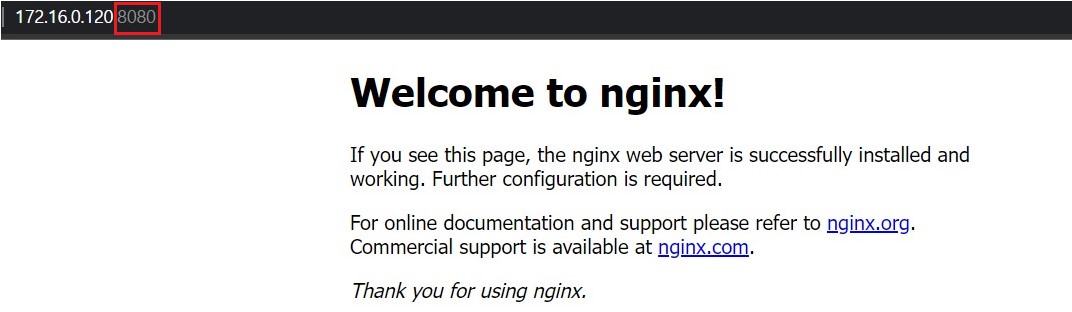 172.16.0.120:8080
Welcome to nginx!
If you see this page, the nginx web server is successfully installed and
working. Further configuration is required.
For online documentation and support please refer to nginx.org.
Commercial support is available at nginx.com.
Thank you for using nginx.